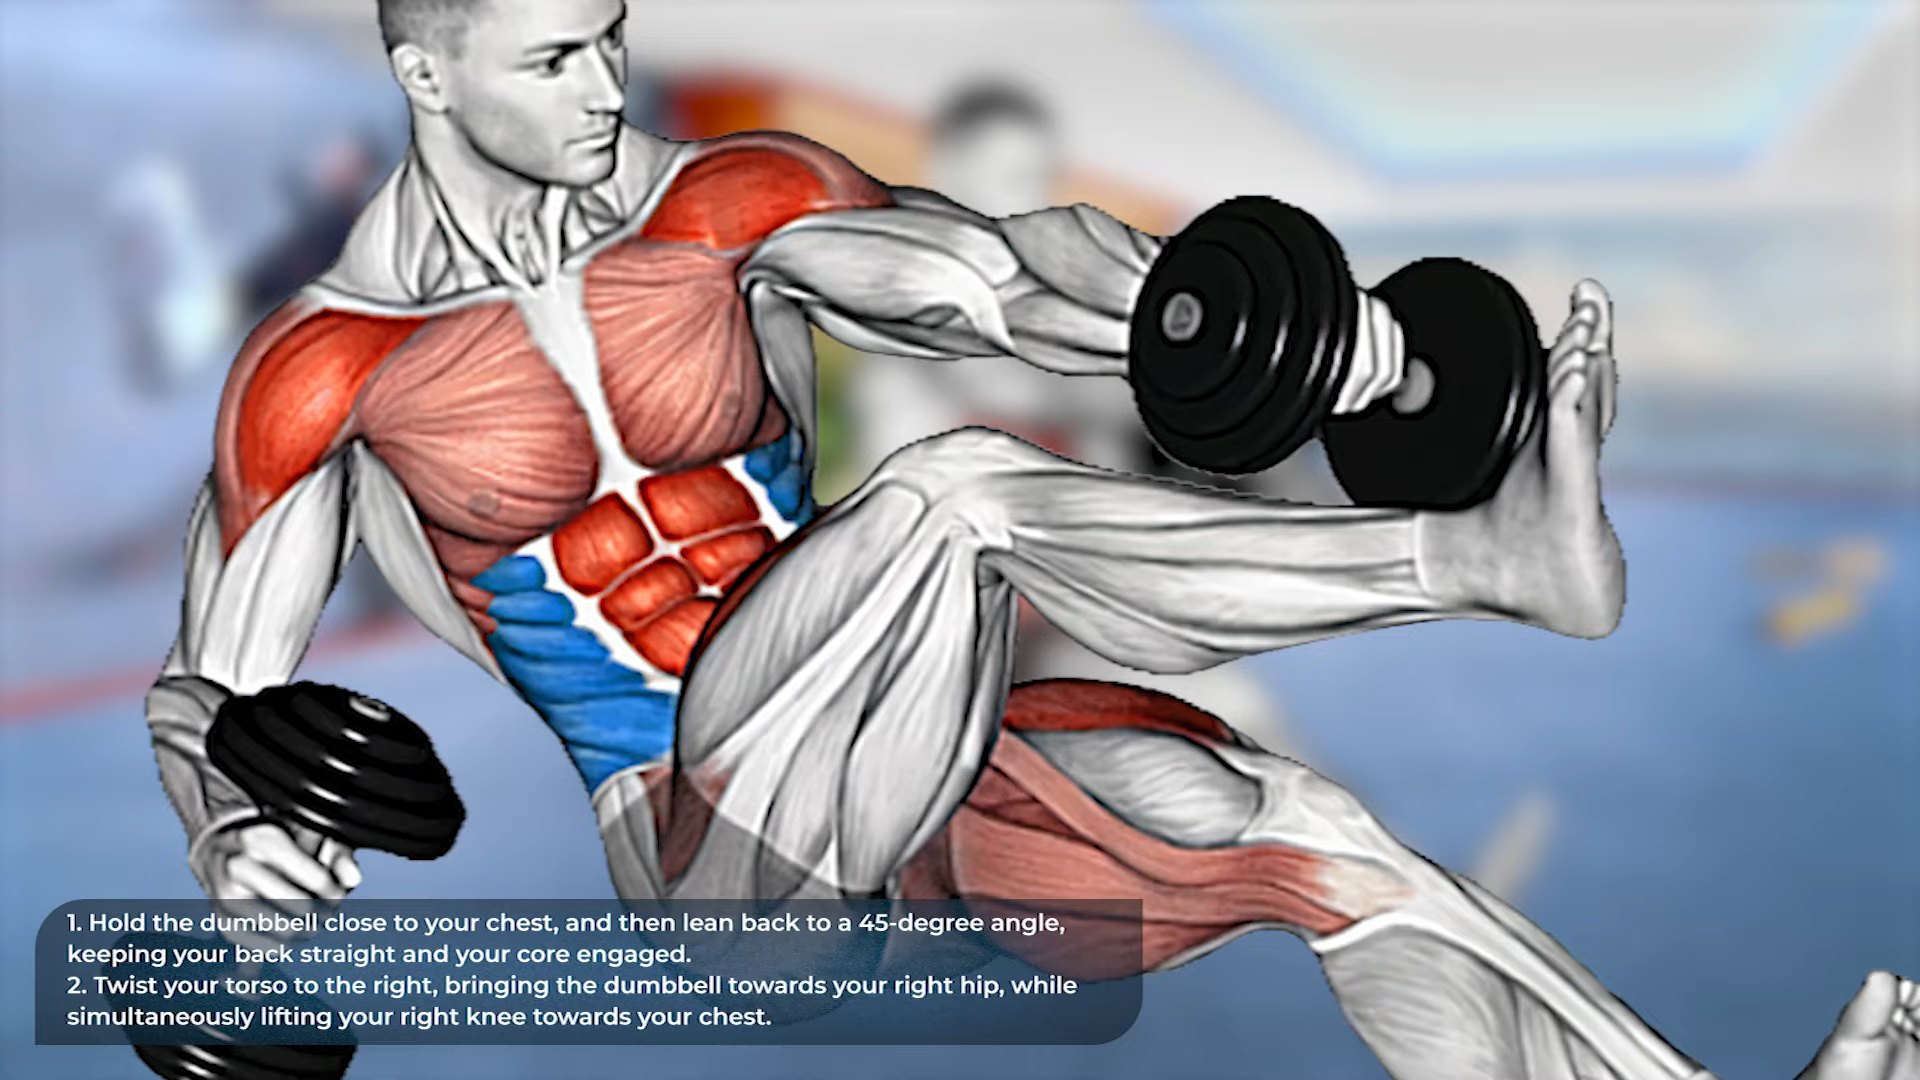 1. Hold the dumbbell close to your chest, and then lean back to a 45-degree angle,
keeping your back straight and your core engaged.
2. Twist your torso to the right, bringing the dumbbell towards your right hip, while
simultaneously lifting your right knee towards your chest.